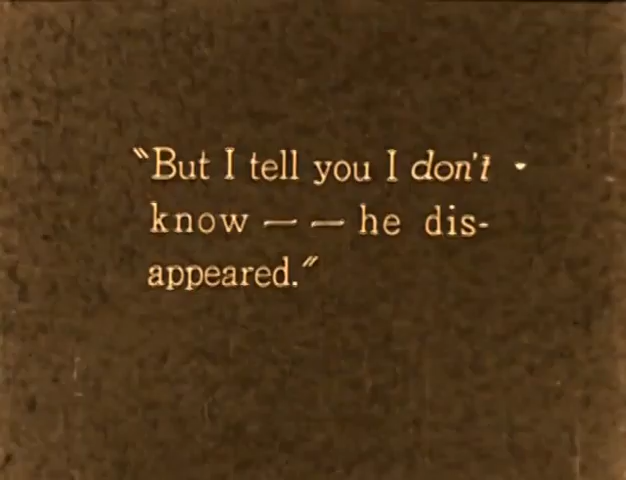 "But I tell you I don't
know — — he dis-
appeared."